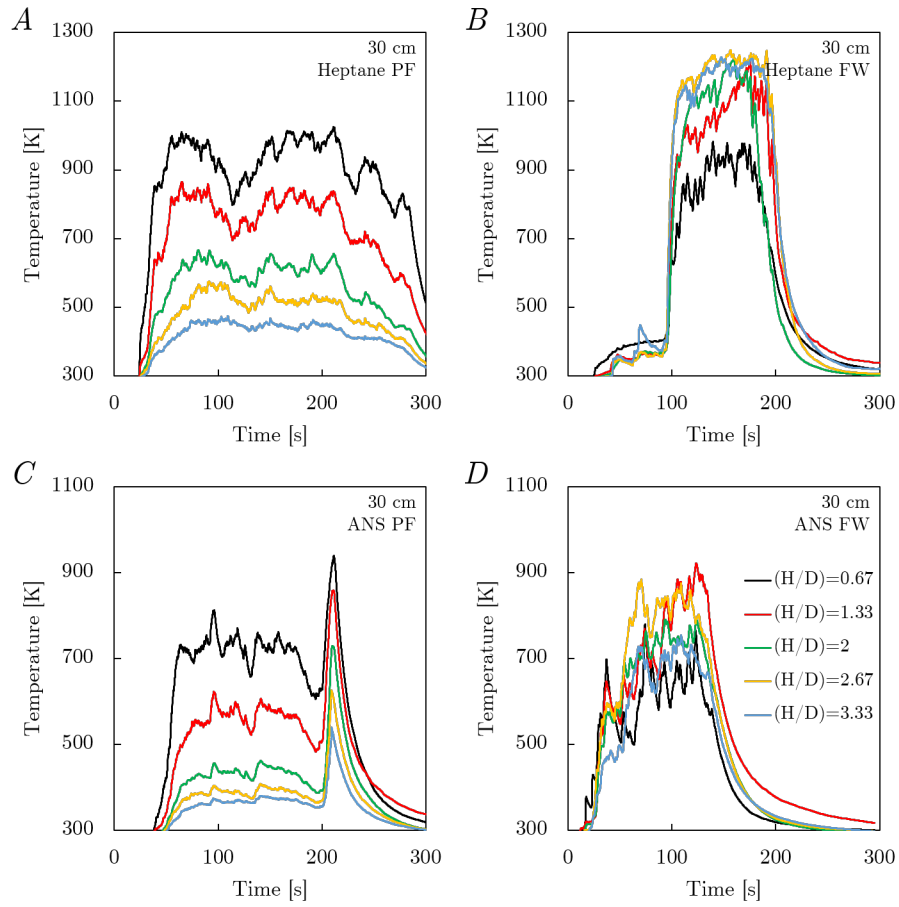 A
30 cm
Heptane PF
Temperature [K]
1300
1100
900
700
500
300
0
100
200
300
Time [s]
B
30 cm
Heptane FW
Temperature [K]
1300
1100
900
700
500
300
0
100
200
300
Time [s]
C
30 cm
ANS PF
Temperature [K]
1100
900
700
500
300
0
100
200
300
Time [s]
D
30 cm
ANS FW
Temperature [K]
1100
900
700
500
300
(H/D)=0.67
(H/D)=1.33
(H/D)=2
(H/D)=2.67
(H/D)=3.33
0
100
200
300
Time [s]